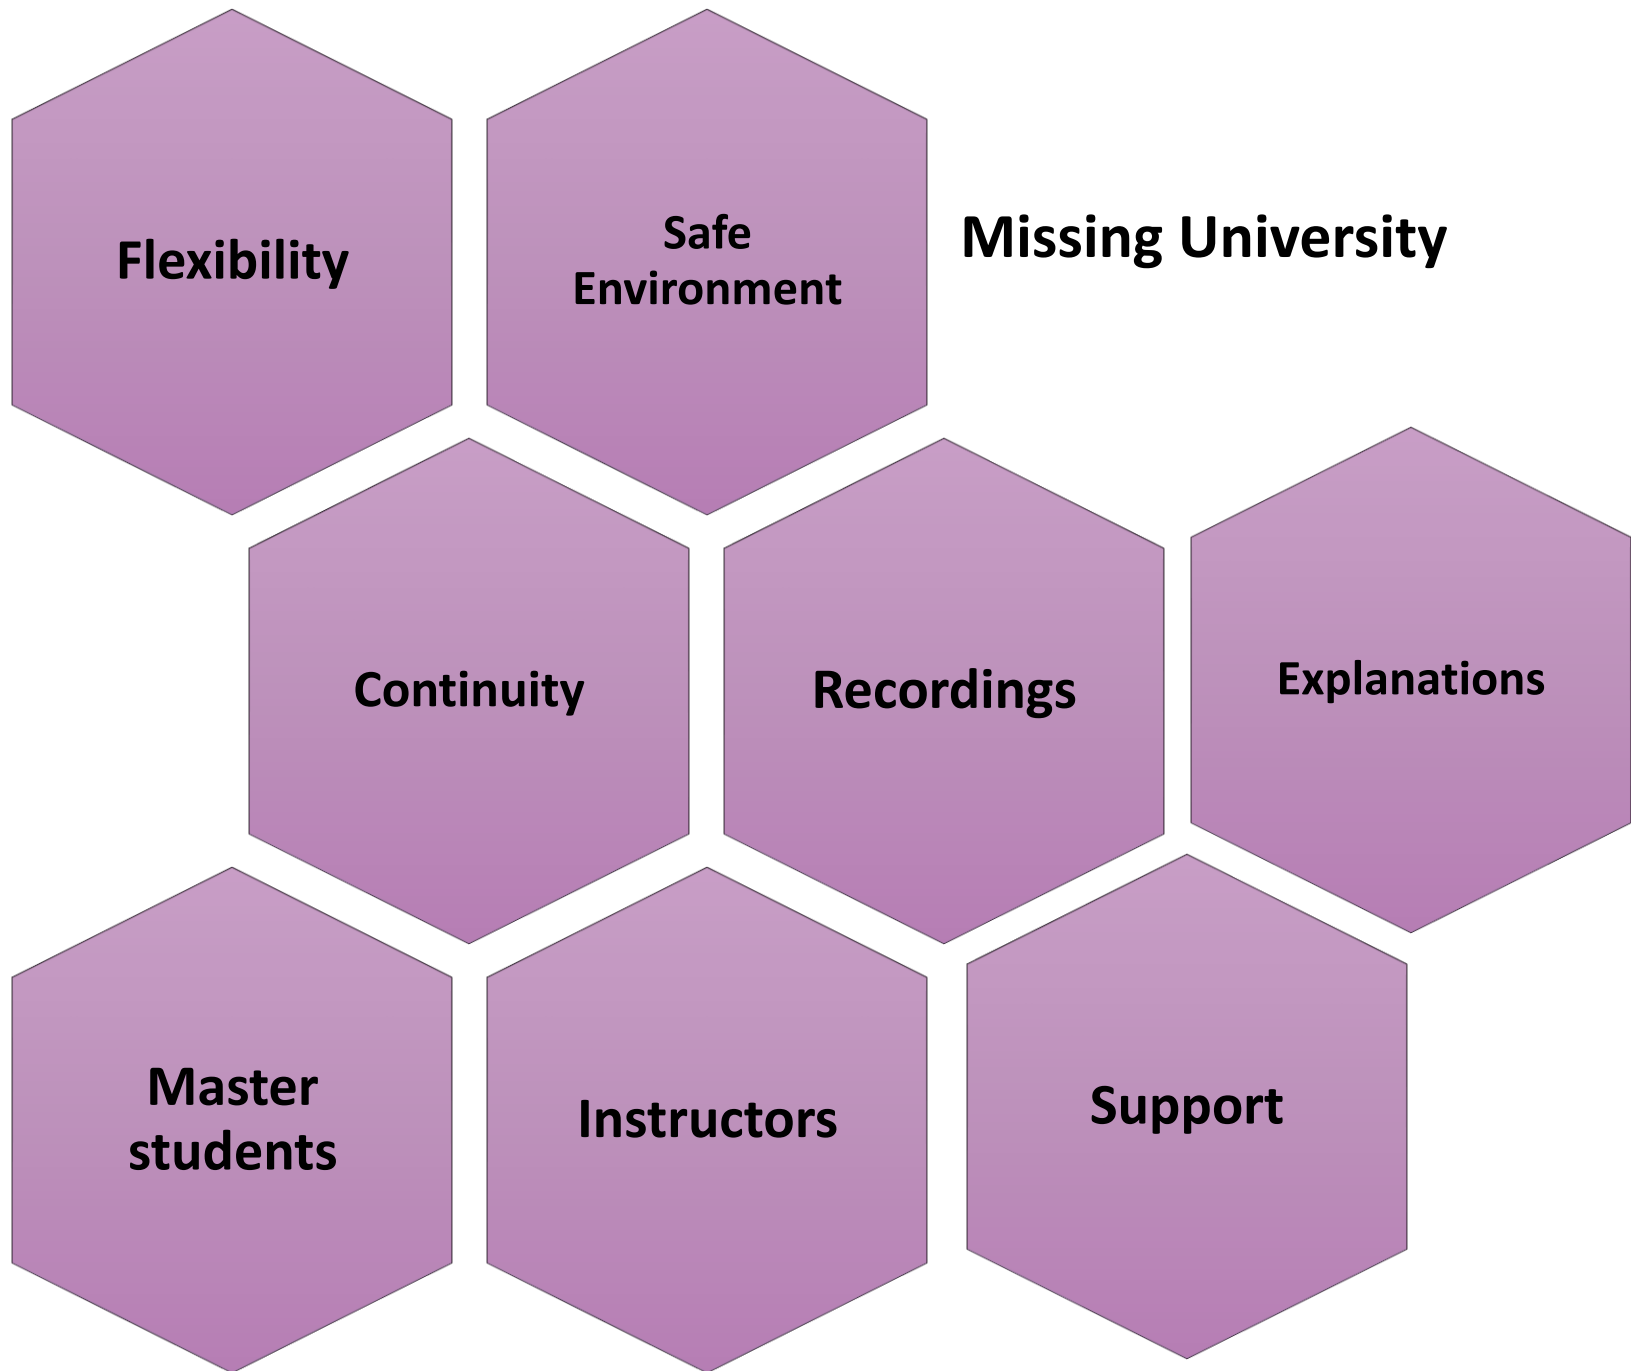 Flexibility
Safe
Environment
Missing University
Continuity
Recordings
Explanations
Master
students
Instructors
Support